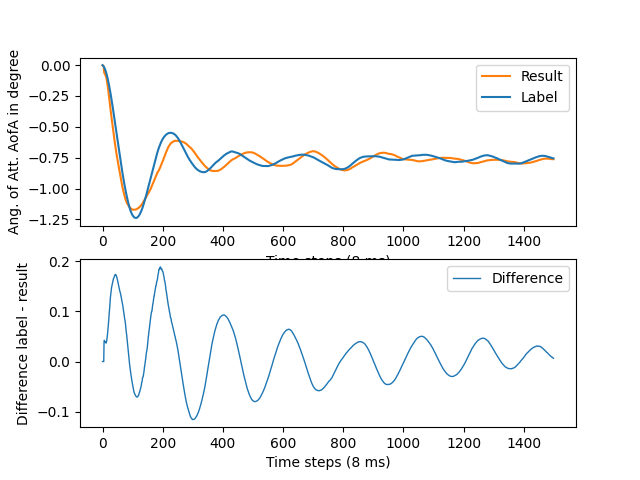 Ang. of Att. AofA in degree
0.00
−0.25
−0.50
−0.75
−1.00
−1.25
Result
Label
0 200 400 600 800 1000 1200 1400
Time steps (8 ms)
Difference label - result
0.2
0.1
0.0
−0.1
Difference
0 200 400 600 800 1000 1200 1400
Time steps (8 ms)